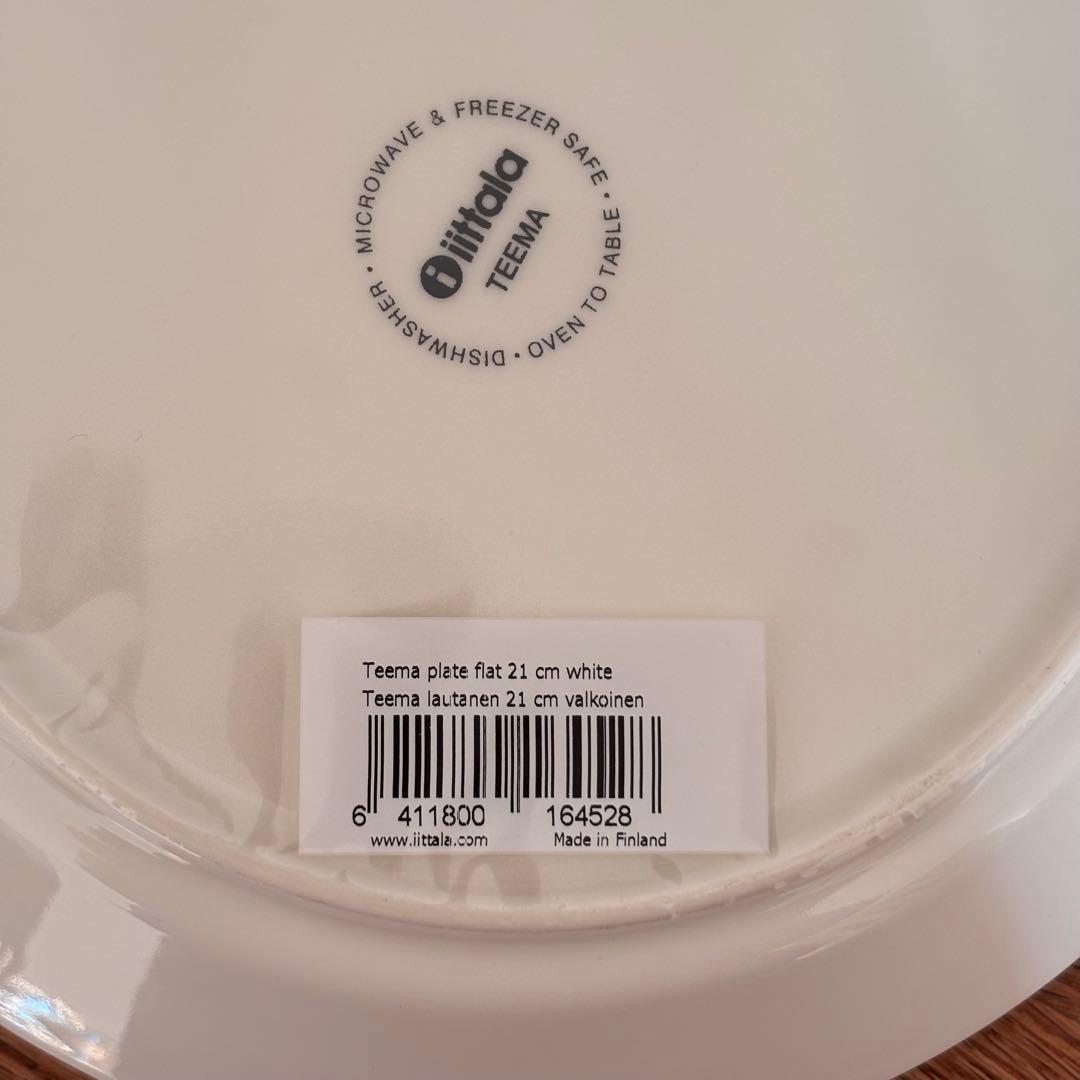 • MICROWAVE & FREEZER SAFE • OVEN TO TABLE • DISHWASHER
iittala
TEEMA
Teema plate flat 21 cm white
Teema lautanen 21 cm valkoinen
6 411800 164528
www.iittala.com Made in Finland